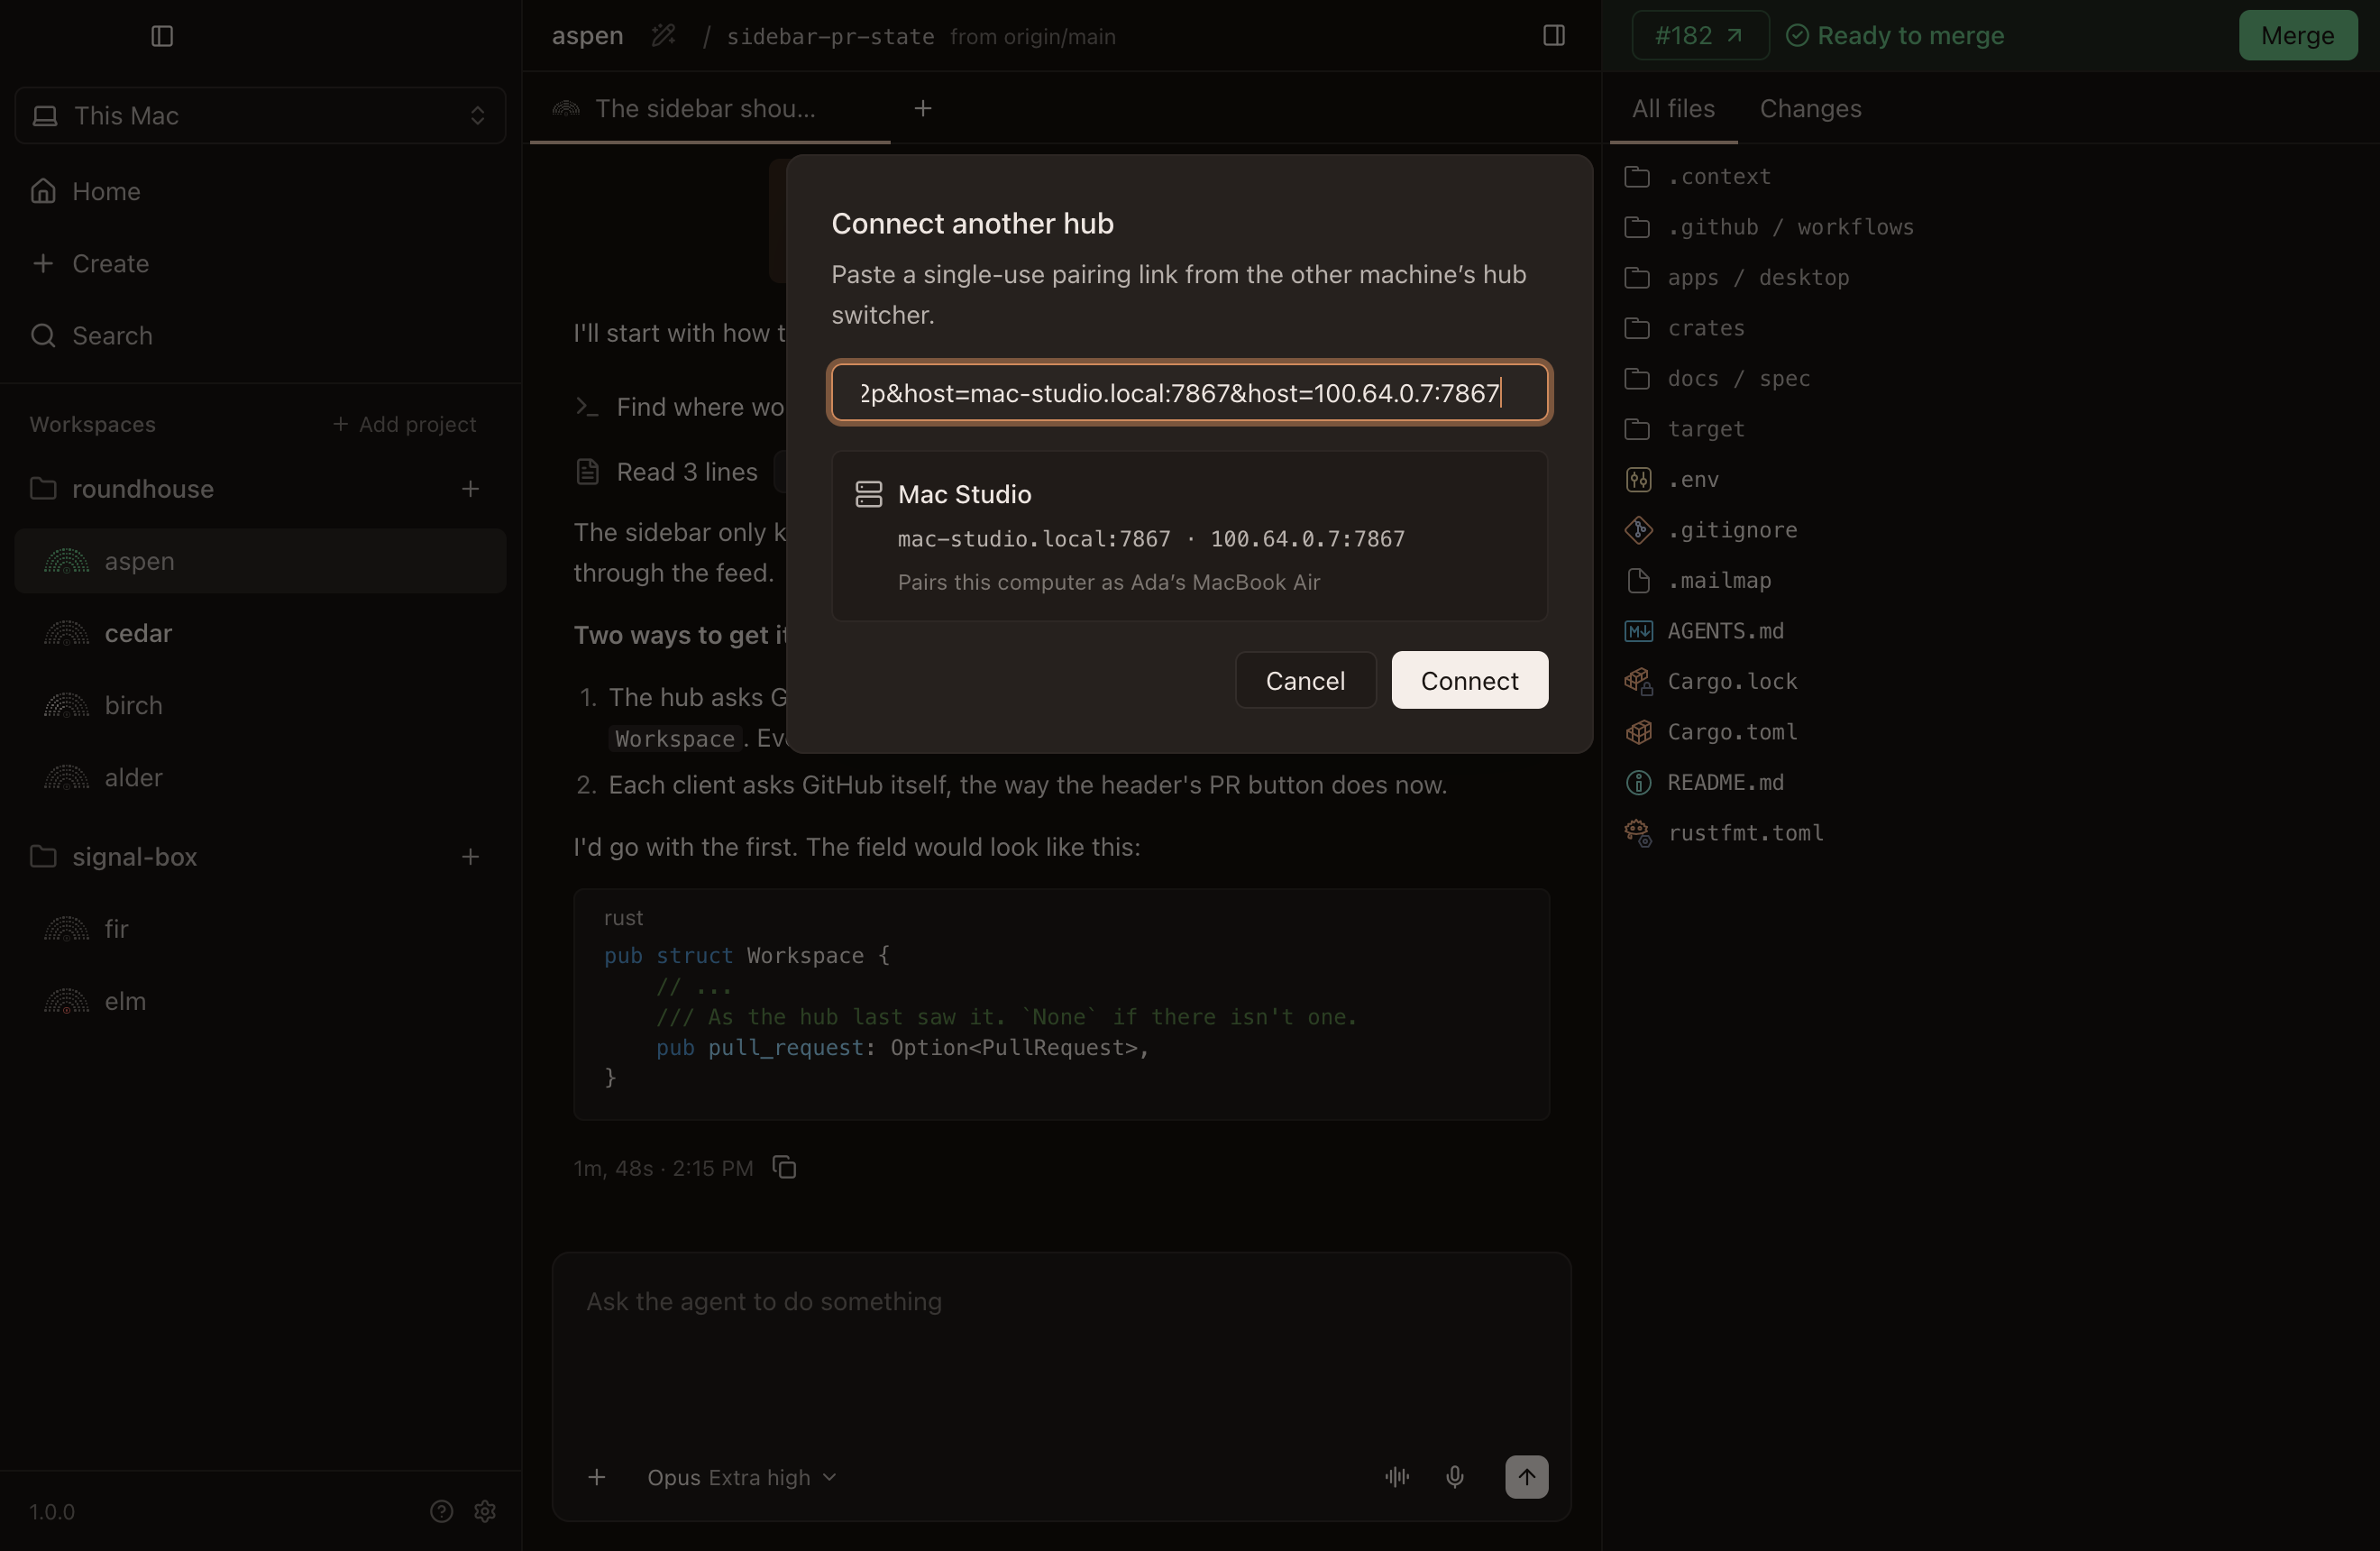 This Mac
Home
Create
Search
Workspaces
Add project
roundhouse
aspen
cedar
birch
alder
signal-box
fir
elm
1.0.0
aspen / sidebar-pr-state from origin/main
The sidebar shou...
I'll start with how t
Find where wo
Read 3 lines
The sidebar only k
through the feed.
Two ways to get it
1. The hub asks G
Workspace. Eve
2. Each client asks GitHub itself, the way the header's PR button does now.
I'd go with the first. The field would look like this:
rust
pub struct Workspace {
// ...
/// As the hub last saw it. `None` if there isn't one.
pub pull_request: Option<PullRequest>,
}
1m, 48s · 2:15 PM
Ask the agent to do something
Opus Extra high
Connect another hub
Paste a single-use pairing link from the other machine’s hub
switcher.
2p&host=mac-studio.local:7867&host=100.64.0.7:7867
Mac Studio
mac-studio.local:7867 · 100.64.0.7:7867
Pairs this computer as Ada’s MacBook Air
Cancel
Connect
#182
Ready to merge
Merge
All files
Changes
.context
.github / workflows
apps / desktop
crates
docs / spec
target
.env
.gitignore
.mailmap
AGENTS.md
Cargo.lock
Cargo.toml
README.md
rustfmt.toml